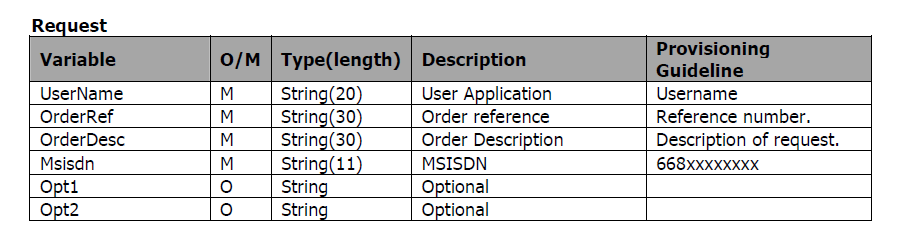 Request
Variable O/M Type(length) Description Provisioning Guideline
UserName M String(20) User Application Username
OrderRef M String(30) Order reference Reference number.
OrderDesc M String(30) Order Description Description of request.
Msisdn M String(11) MSISDN 668xxxxxxxx
Opt1 O String Optional
Opt2 O String Optional